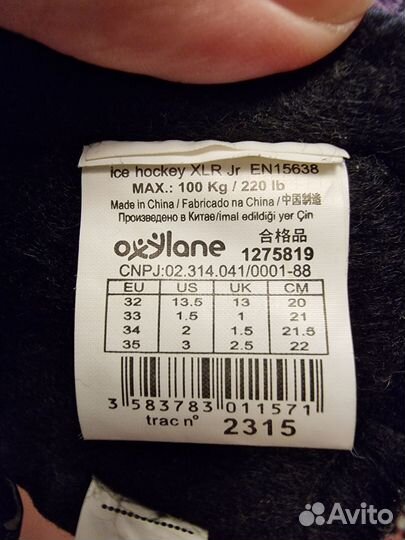 Ice hockey XLR Jr EN15638
MAX.: 100 Kg / 220 lb
Made in China / Fabricado na China / 中国制造
Произведено в Китае/imal edildiği yer Çin
oxylane 合格品
1275819
CNPJ:02.314.041/0001-88
EU US UK CM
32 13.5 13 20
33 1.5 1 21
34 2 1.5 21.5
35 3 2.5 22
3 583783 011571
trac n° 2315
Avito